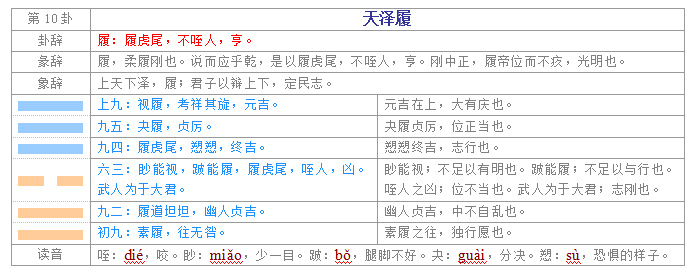 第10卦 天泽履
卦辞 履：履虎尾，不咥人，亨。
彖辞 履，柔履刚也。说而应乎乾，是以履虎尾，不咥人，亨。刚中正，履帝位而不疚，光明也。
象辞 上天下泽，履；君子以辩上下，定民志。
上九：视履，考祥其旋，元吉。 元吉在上，大有庆也。
九五：夬履，贞厉。 夬履贞厉，位正当也。
九四：履虎尾，愬愬，终吉。 愬愬终吉，志行也。
六三：眇能视，跛能履，履虎尾，咥人，凶。
武人为于大君。
眇能视；不足以有明也。跛能履；不足以与行也。
咥人之凶；位不当也。武人为于大君；志刚也。
九二：履道坦坦，幽人贞吉。 幽人贞吉，中不自乱也。
初九：素履，往无咎。 素履之往，独行愿也。
读音 咥：dié，咬。眇：miǎo，少一目。跛：bǒ，腿脚不好。夬：guài，分决。愬：sù，恐惧的样子。